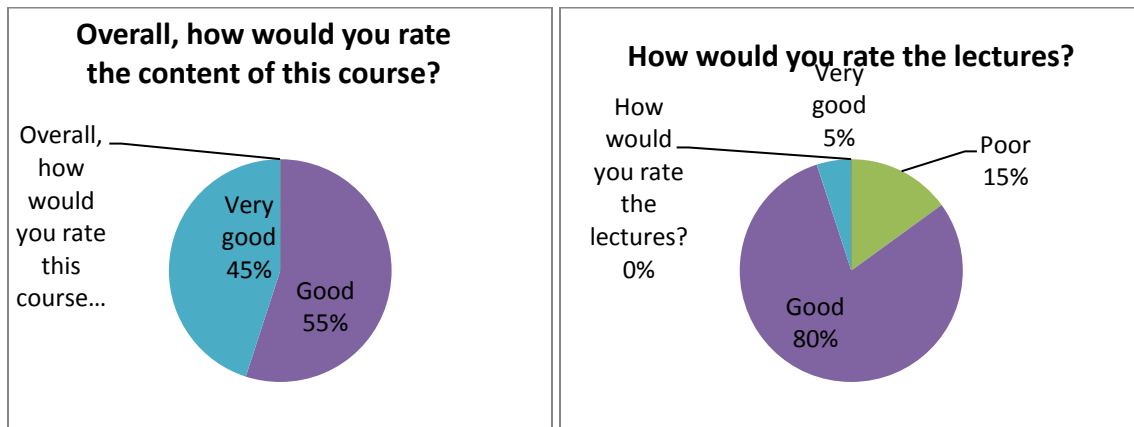 Overall, how would you rate
the content of this course?
Overall,
how
would
you rate
this
course...
Very
good
45%
Good
55%
How would you rate the lectures?
How
would
you rate
the
lectures?
0%
Very
good
5%
Poor
15%
Good
80%